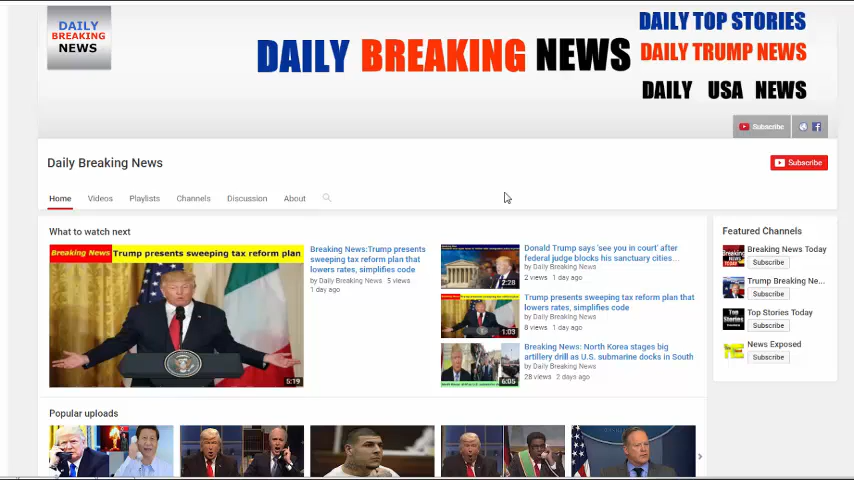 DAILY
BREAKING
NEWS
DAILY BREAKING NEWS
DAILY TOP STORIES
DAILY TRUMP NEWS
DAILY USA NEWS
Subscribe
Daily Breaking News
Subscribe
Home Videos Playlists Channels Discussion About
What to watch next
Breaking News Trump presents sweeping tax reform plan
5:19
Breaking News:Trump presents
sweeping tax reform plan that
lowers rates, simplifies code
by Daily Breaking News 5 views
1 day ago
2:28
Donald Trump says 'see you in court' after
federal judge blocks his sanctuary cities...
by Daily Breaking News
2 views 1 day ago
1:03
Trump presents sweeping tax reform plan that
lowers rates, simplifies code
by Daily Breaking News
8 views 1 day ago
6:05
Breaking News: North Korea stages big
artillery drill as U.S. submarine docks in South
by Daily Breaking News
28 views 2 days ago
Featured Channels
Breaking News Today
Subscribe
Trump Breaking Ne...
Subscribe
Top Stories Today
Subscribe
News Exposed
Subscribe
Popular uploads